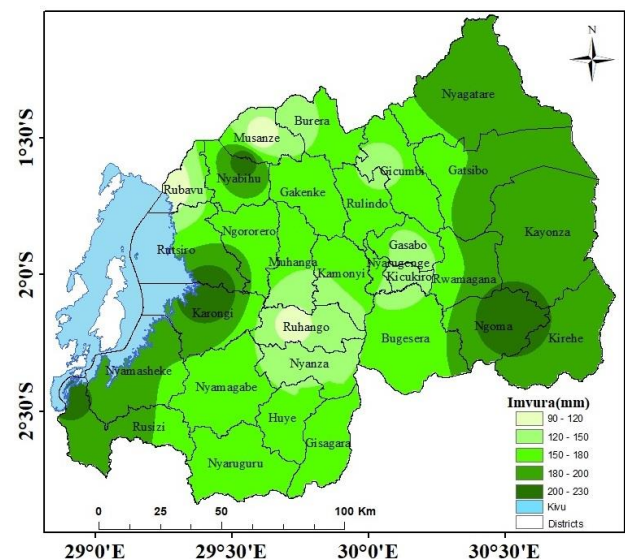 N
1°30'S
2°0'S
2°30'S
Nyagatare
Burera
Musanze
Gicumbi
Gatsibo
Nyabihu
Rubavu
Gakenke
Rulindo
Kayonza
Ngororero
Rutsiro
Gasabo
Muhanga
Nyarugenge
Kamonyi
Kicukiro
Rwamagana
Karongi
Ruhango
Ngoma
Bugesera
Kirehe
Nyanza
Nyamasheke
Nyamagabe
Huye
Rusizi
Gisagara
Nyaruguru
Imvura(mm)
90 - 120
120 - 150
150 - 180
180 - 200
200 - 230
Kivu
Districts
0 25 50 100 Km
29°0'E 29°30'E 30°0'E 30°30'E